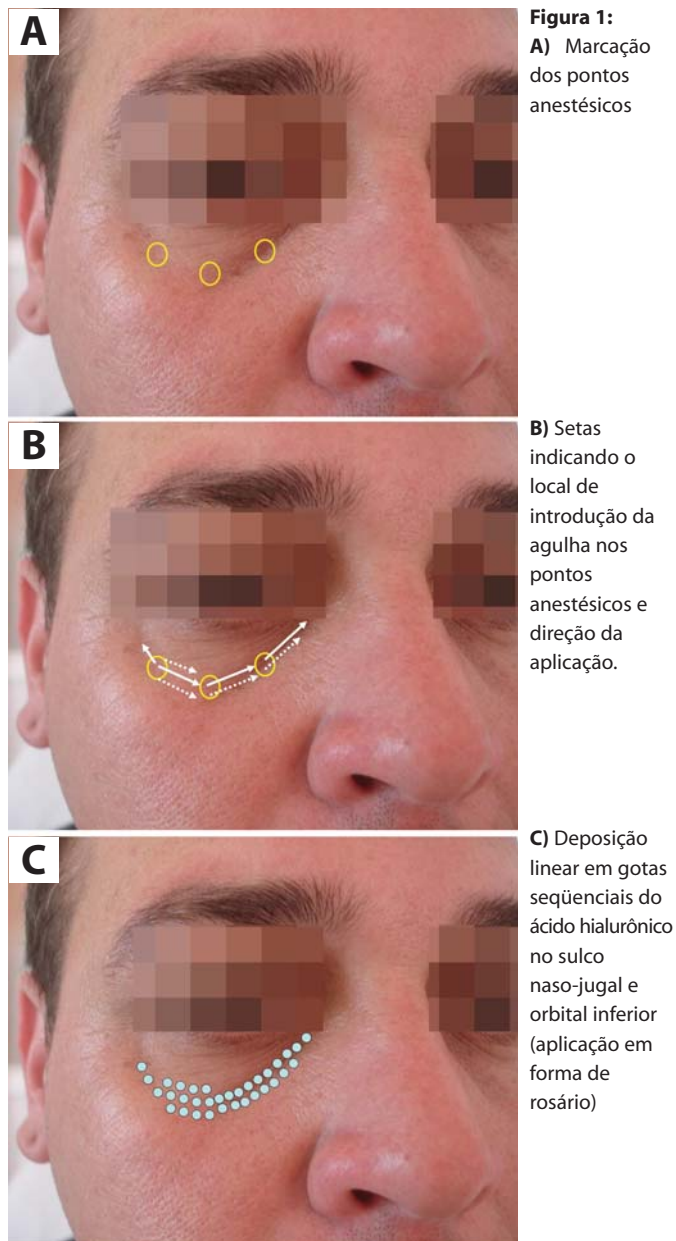 A
Figura 1:
A) Marcação
dos pontos
anestésicos
B
B) Setas
indicando o
local de
introdução da
agulha nos
pontos
anestésicos e
direção da
aplicação.
C
C) Deposição
linear em gotas
seqüenciais do
ácido hialurônico
no sulco
naso-jugal e
orbital inferior
(aplicação em
forma de
rosário)